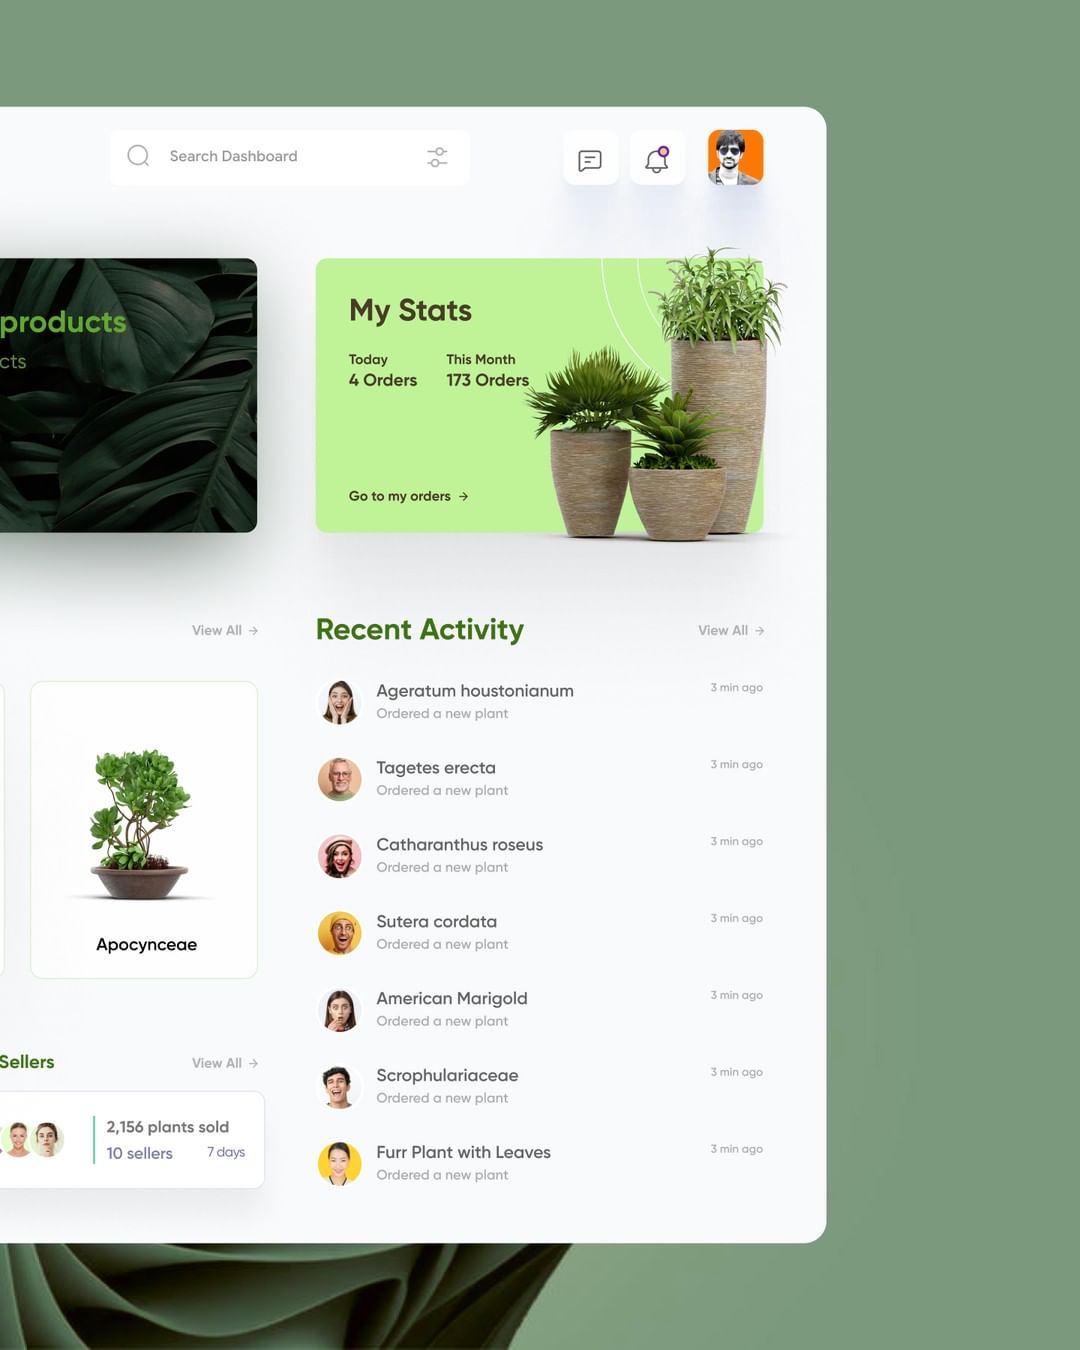 Search Dashboard
products
cts
My Stats
Today
This Month
4 Orders
173 Orders
Go to my orders →
View All →
Apocynceae
Sellers
View All →
2,156 plants sold
10 sellers
7 days
Recent Activity
View All →
Ageratum houstonianum
3 min ago
Ordered a new plant
Tagetes erecta
3 min ago
Ordered a new plant
Catharanthus roseus
3 min ago
Ordered a new plant
Sutera cordata
3 min ago
Ordered a new plant
American Marigold
3 min ago
Ordered a new plant
Scrophulariaceae
3 min ago
Ordered a new plant
Furr Plant with Leaves
3 min ago
Ordered a new plant